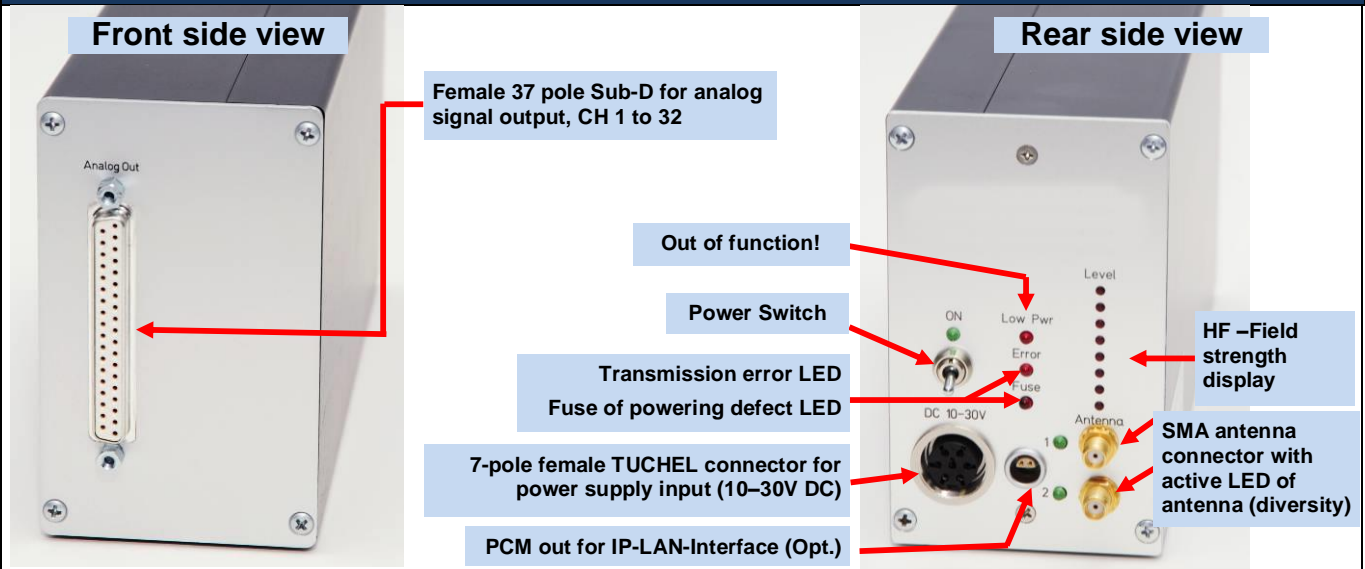 Front side view
Rear side view
Female 37 pole Sub-D for analog
signal output, CH 1 to 32
Analog Out
Out of function!
Level
Power Switch
ON
Low Pwr
HF –Field
strength
display
Error
Transmission error LED
Fuse
Fuse of powering defect LED
DC 10-30V
Antenna
SMA antenna
connector with
active LED of
antenna (diversity)
1
7-pole female TUCHEL connector for
power supply input (10–30V DC)
2
PCM out for IP-LAN-Interface (Opt.)